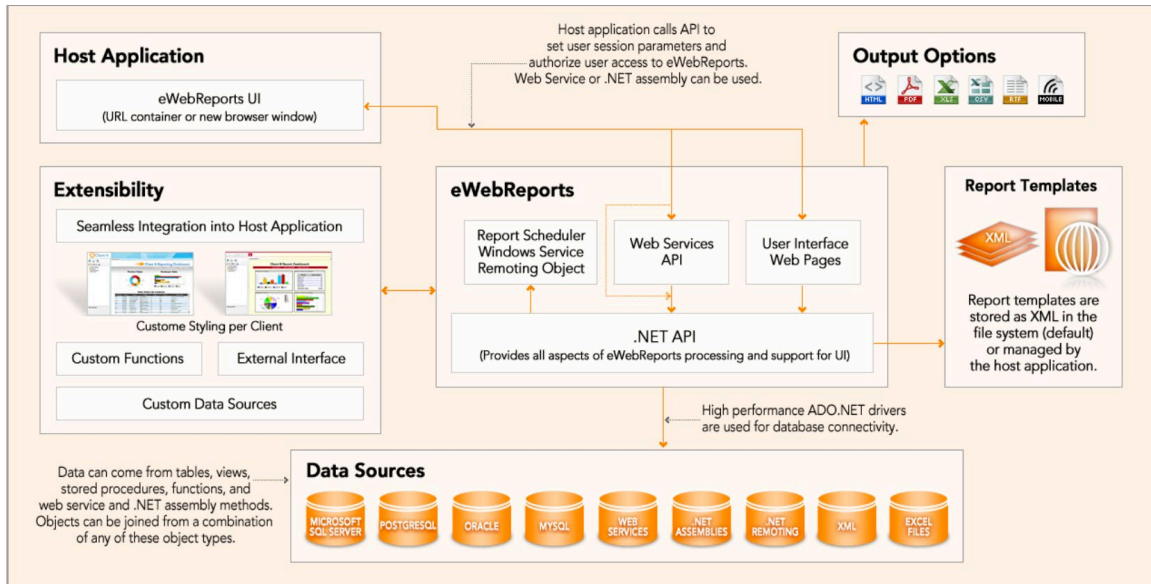 Host Application
eWebReports UI
(URL container or new browser window)
Host application calls API to
set user session parameters and
authorize user access to eWebReports.
Web Service or .NET assembly can be used.
Output Options
HTML
PDF
XLS
CSV
RTF
MOBILE
Extensibility
Seamless Integration into Host Application
Custome Styling per Client
Custom Functions
External Interface
Custom Data Sources
eWebReports
Report Scheduler
Windows Service
Remoting Object
Web Services
API
User Interface
Web Pages
.NET API
(Provides all aspects of eWebReports processing and support for UI)
Report Templates
XML
Report templates are
stored as XML in the
file system (default)
or managed by
the host application.
High performance ADO.NET drivers
are used for database connectivity.
Data can come from tables, views,
stored procedures, functions, and
web service and .NET assembly methods.
Objects can be joined from a combination
of any of these object types.
Data Sources
MICROSOFT
SQL SERVER
POSTGRESQL
ORACLE
MYSQL
WEB
SERVICES
.NET
ASSEMBLIES
.NET
REMOTING
XML
EXCEL
FILES